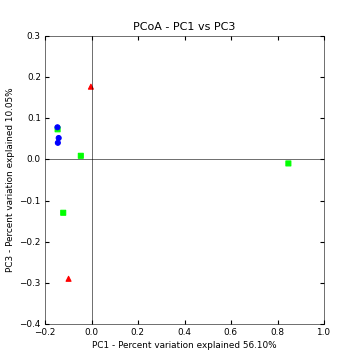 PCoA - PC1 vs PC3
0.3
0.2
0.1
0.0
−0.1
−0.2
−0.3
−0.4
PC3 - Percent variation explained 10.05%
−0.2 0.0 0.2 0.4 0.6 0.8 1.0
PC1 - Percent variation explained 56.10%